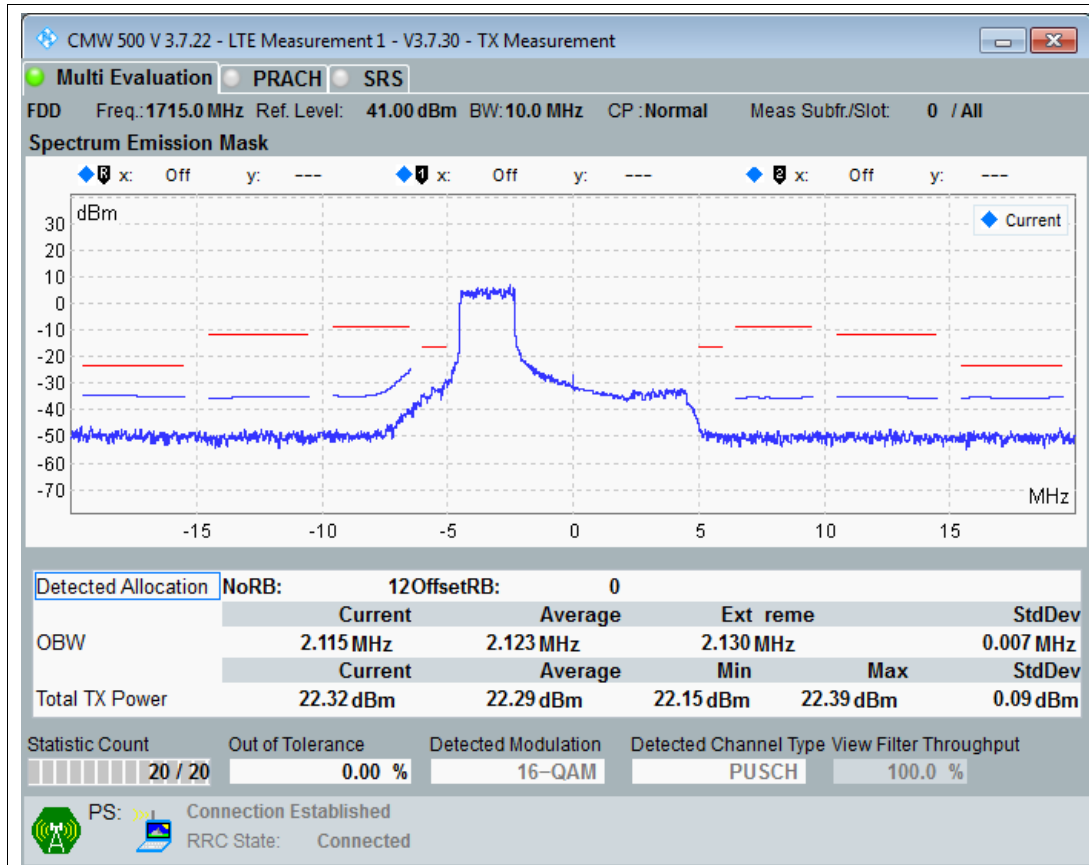 CMW 500 V 3.7.22 - LTE Measurement 1 - V3.7.30 - TX Measurement
Multi Evaluation PRACH SRS
FDD Freq.: 1715.0 MHz Ref. Level: 41.00 dBm BW: 10.0 MHz CP : Normal Meas Subfr./Slot: 0 / All
Spectrum Emission Mask
R x: Off y: --- 1 x: Off y: --- 2 x: Off y: ---
dBm
Current
30
20
10
0
-10
-20
-30
-40
-50
-60
-70
MHz
-15 -10 -5 0 5 10 15
Detected Allocation NoRB: 12 OffsetRB: 0
Current Average Ext reme StdDev
OBW 2.115 MHz 2.123 MHz 2.130 MHz 0.007 MHz
Current Average Min Max StdDev
Total TX Power 22.32 dBm 22.29 dBm 22.15 dBm 22.39 dBm 0.09 dBm
Statistic Count Out of Tolerance Detected Modulation Detected Channel Type View Filter Throughput
20 / 20 0.00 % 16-QAM PUSCH 100.0 %
PS: Connection Established
RRC State: Connected